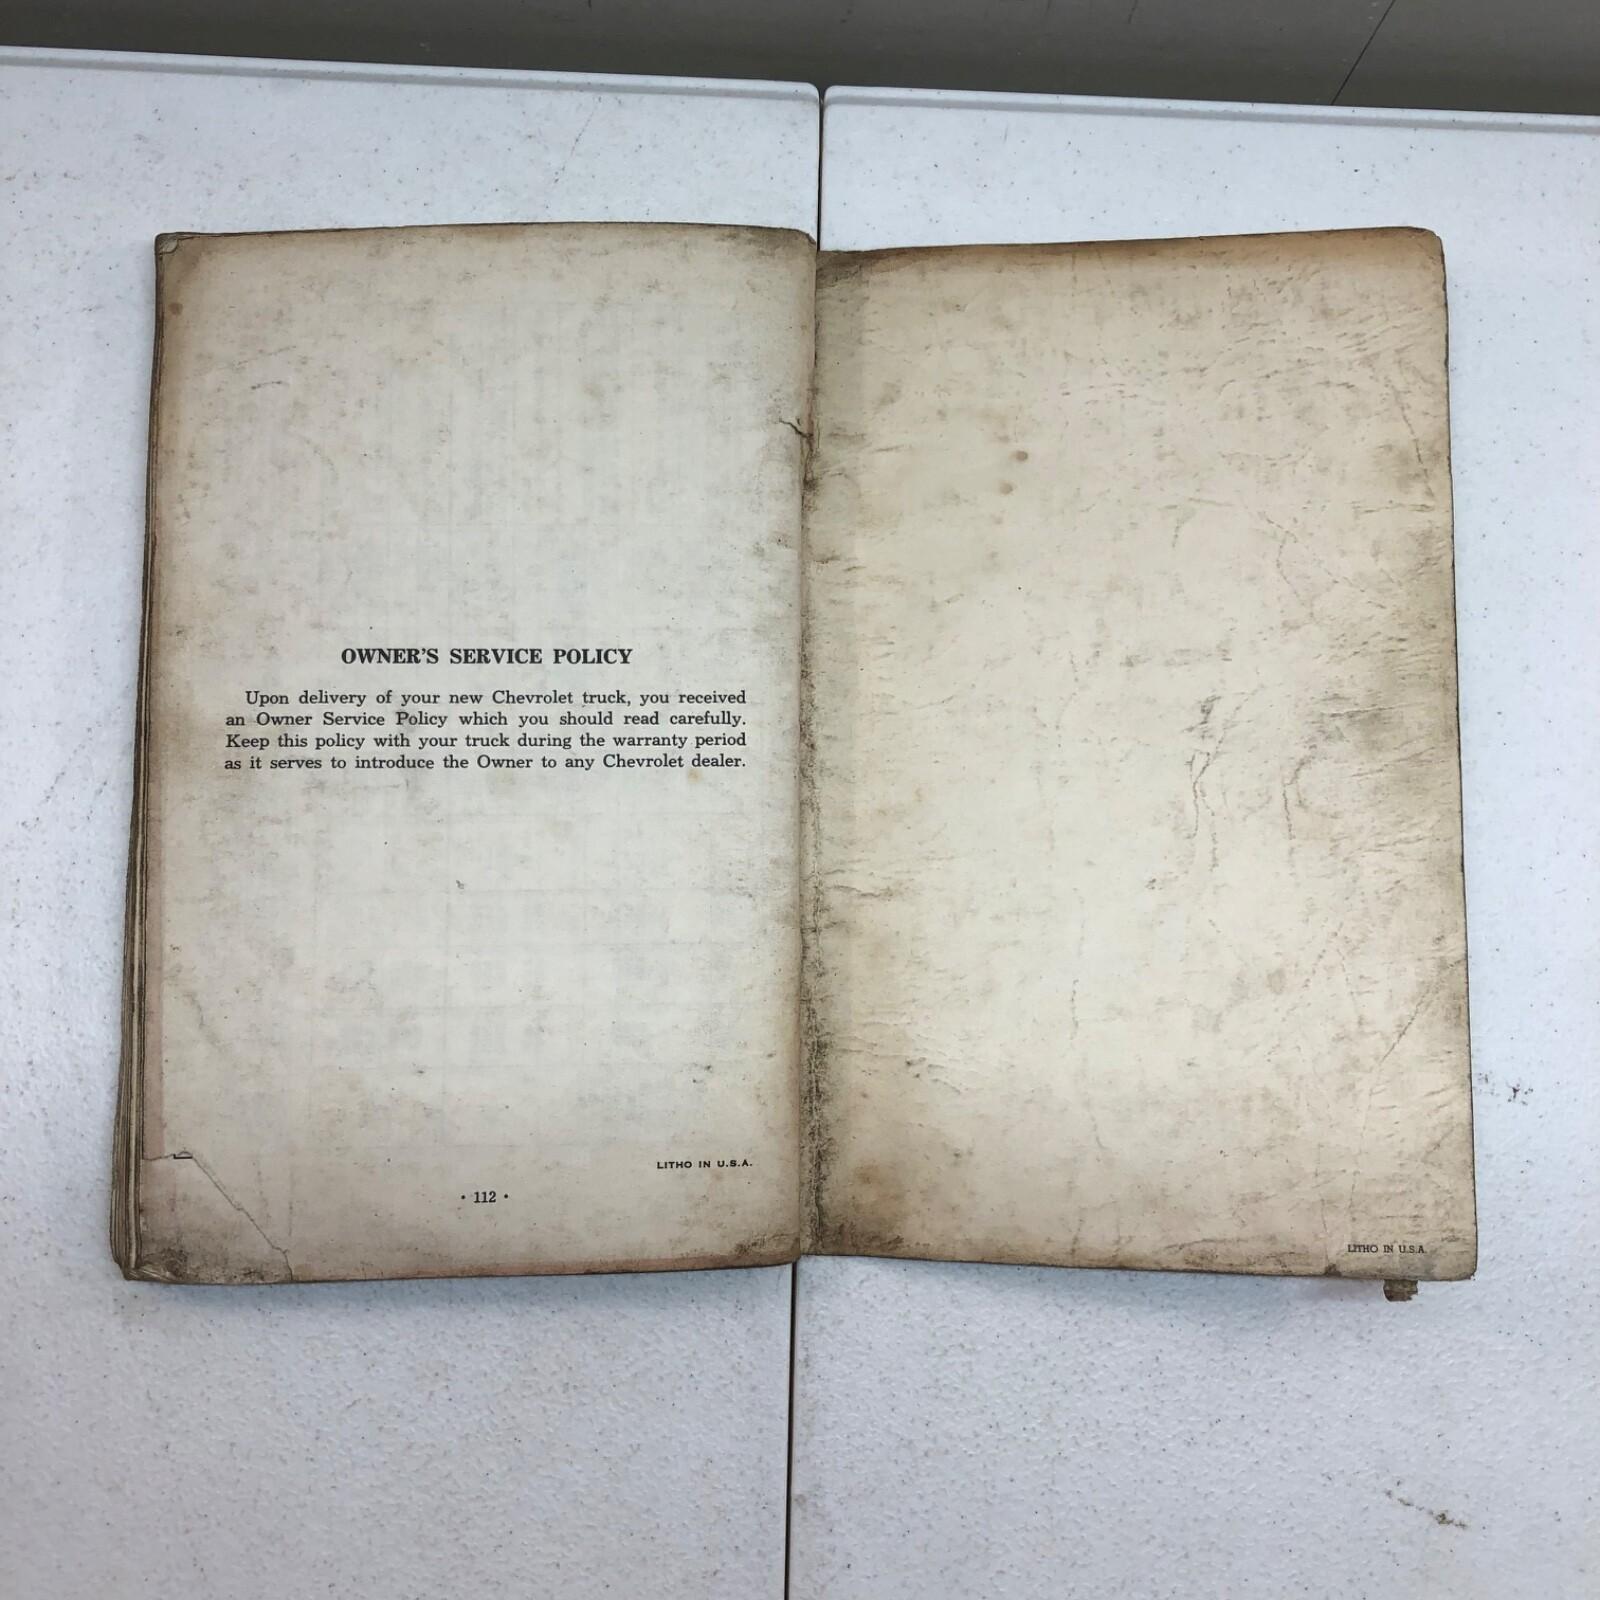 OWNER'S SERVICE POLICY
Upon delivery of your new Chevrolet truck, you received
an Owner Service Policy which you should read carefully.
Keep this policy with your truck during the warranty period
as it serves to introduce the Owner to any Chevrolet dealer.
LITHO IN U.S.A.
• 112 •
LITHO IN U.S.A.